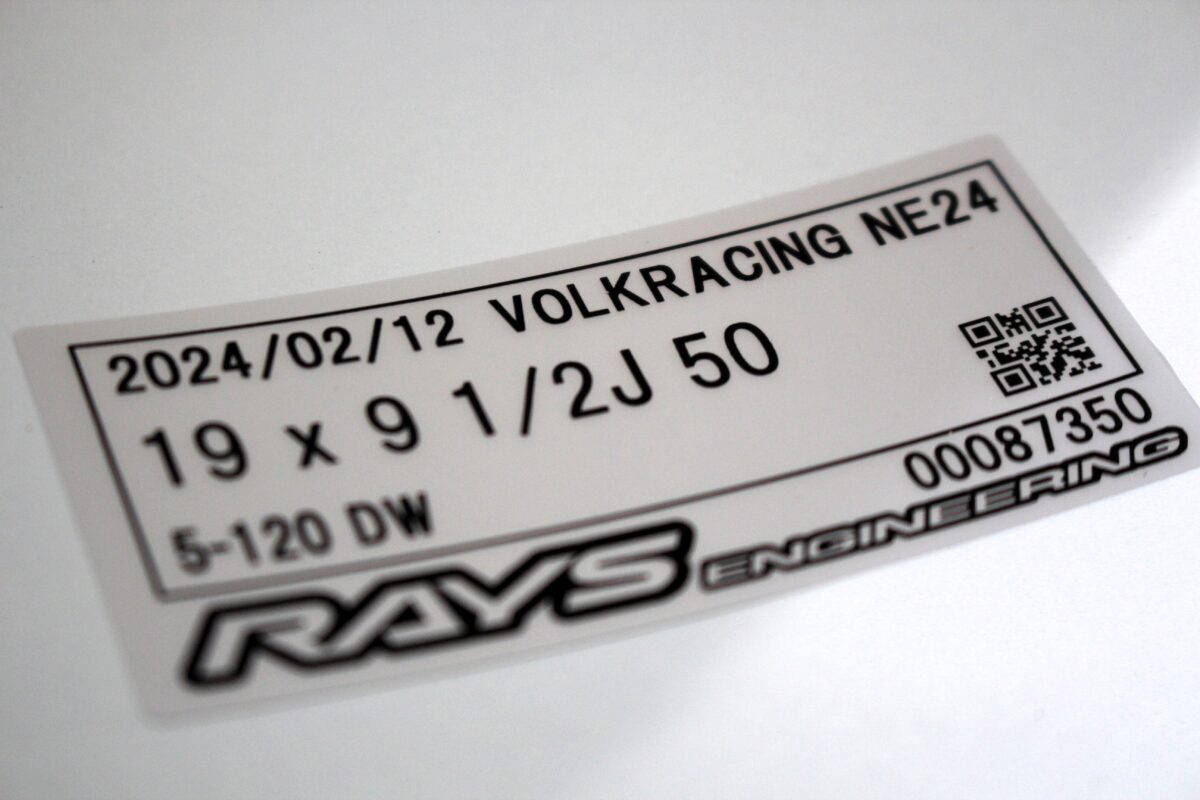 2024/02/12 VOLKRACING NE24
19 x 9 1/2J 50
5-120 DW
00087350
RAYS ENGINEERING